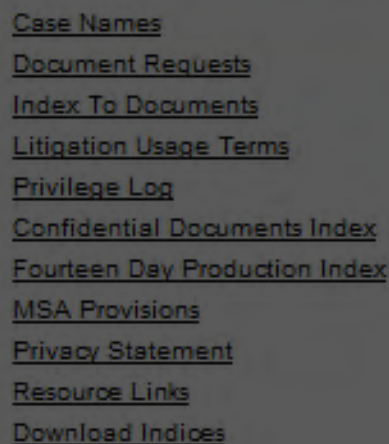 Case Names
Document Requests
Index To Documents
Litigation Usage Terms
Privilege Log
Confidential Documents Index
Fourteen Day Production Index
MSA Provisions
Privacy Statement
Resource Links
Download Indices